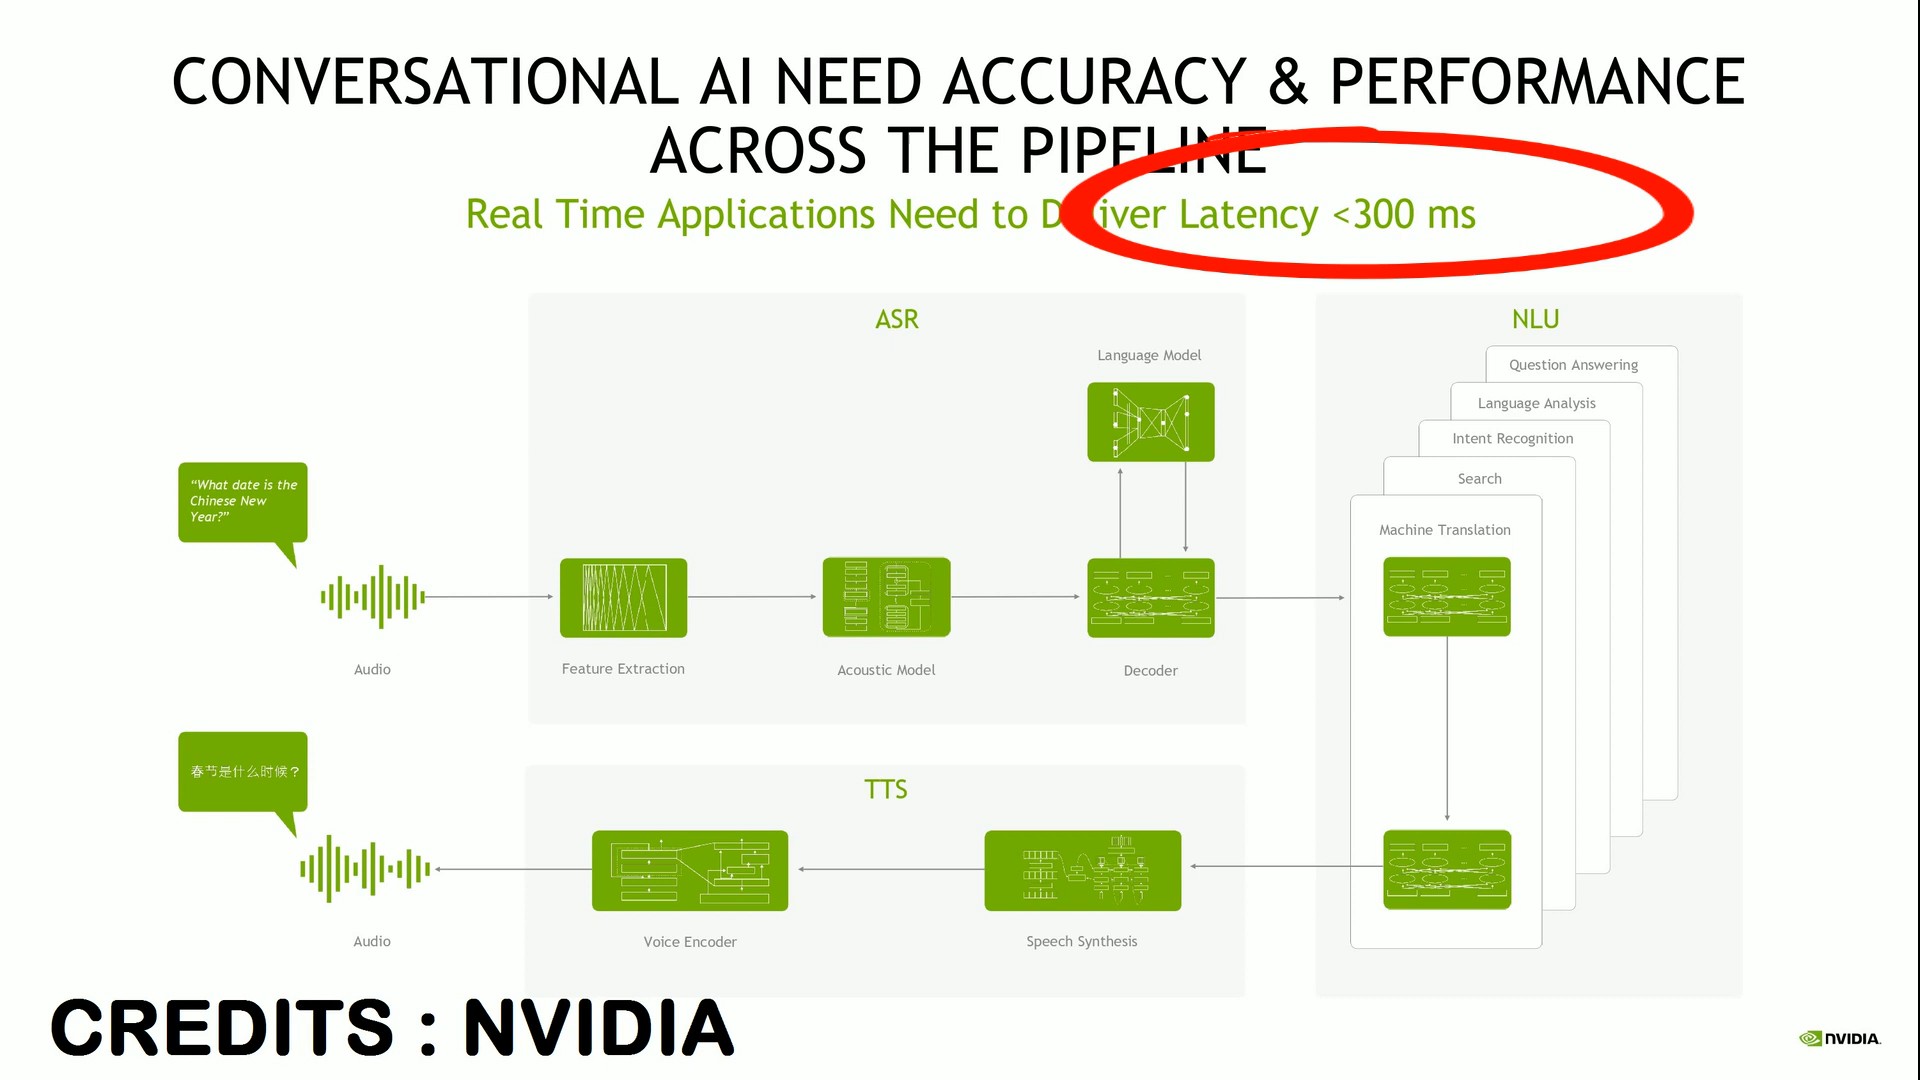 CONVERSATIONAL AI NEED ACCURACY & PERFORMANCE
ACROSS THE PIPELINE
Real Time Applications Need to Deliver Latency <300 ms
ASR
NLU
Language Model
Question Answering
Language Analysis
Intent Recognition
Search
Machine Translation
“What date is the
Chinese New
Year?”
Audio
Feature Extraction
Acoustic Model
Decoder
TTS
春节是什么时候？
Audio
Voice Encoder
Speech Synthesis
CREDITS : NVIDIA
NVIDIA.